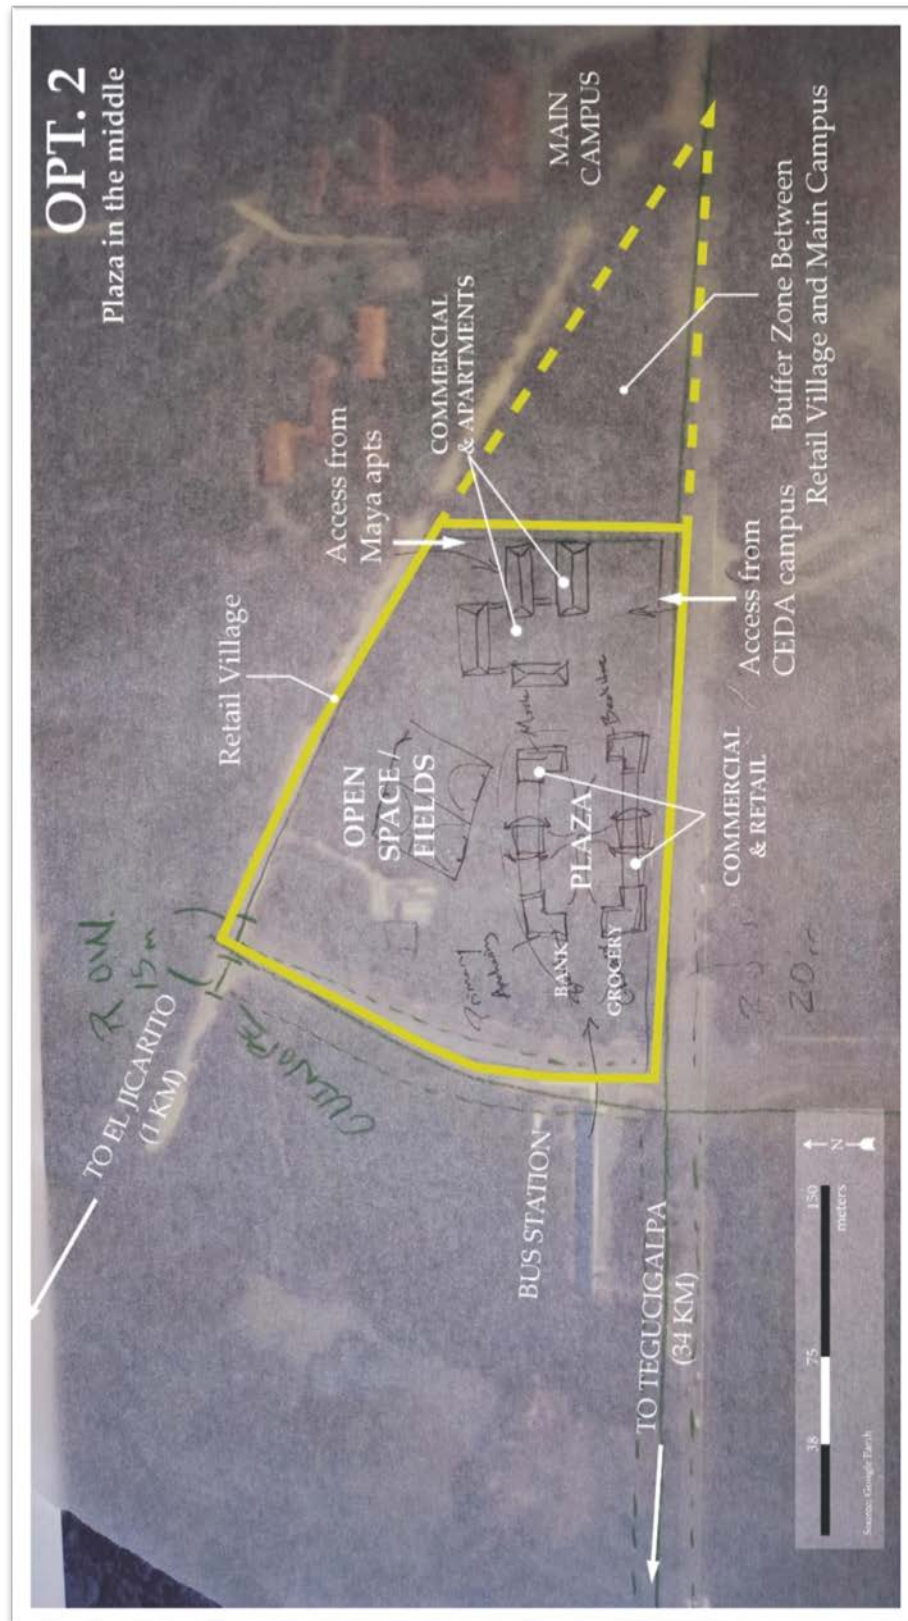 OPT. 2
Plaza in the middle
MAIN
CAMPUS
COMMERCIAL
& APARTMENTS
Access from
Maya apts
Retail Village
OPEN
SPACE /
FIELDS
PLAZA
BANK
GROCERY
COMMERCIAL
& RETAIL
Access from
CEDA campus
Buffer Zone Between
Retail Village and Main Campus
R.O.W.
15m
TO EL JICARITO
(1 KM)
BUS STATION
TO TEGUCIGALPA
(34 KM)
20m
38
75
150
meters
N
Source: Google Earth